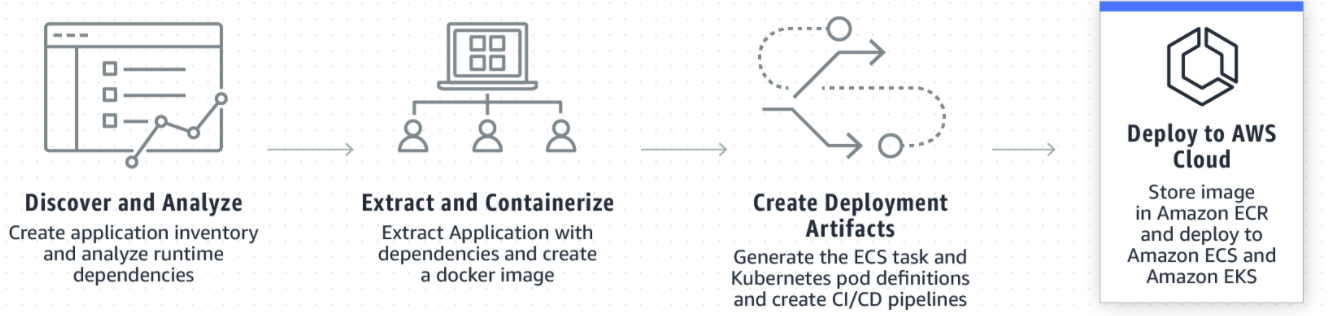 Discover and Analyze
Create application inventory
and analyze runtime
dependencies
Extract and Containerize
Extract Application with
dependencies and create
a docker image
Create Deployment
Artifacts
Generate the ECS task and
Kubernetes pod definitions
and create CI/CD pipelines
Deploy to AWS
Cloud
Store image
in Amazon ECR
and deploy to
Amazon ECS and
Amazon EKS